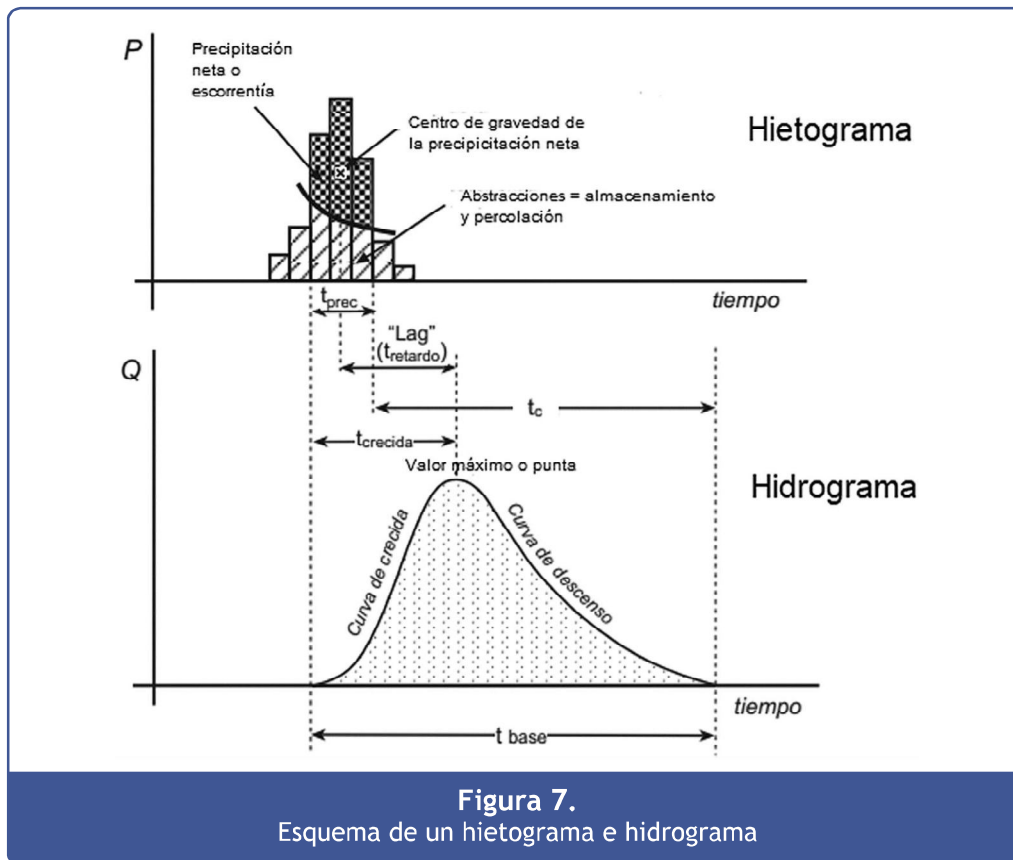 P
Precipitación
neta o
escorrentía
Centro de gravedad de
la precipicitación neta
Hietograma
Abstracciones = almacenamiento
y percolación
tprec
tiempo
"Lag"
(tretardo)
Q
tc
tcrecida
Valor máximo o punta
Hidrograma
Curva de crecida
Curva de descenso
tiempo
t base
Figura 7.
Esquema de un hietograma e hidrograma